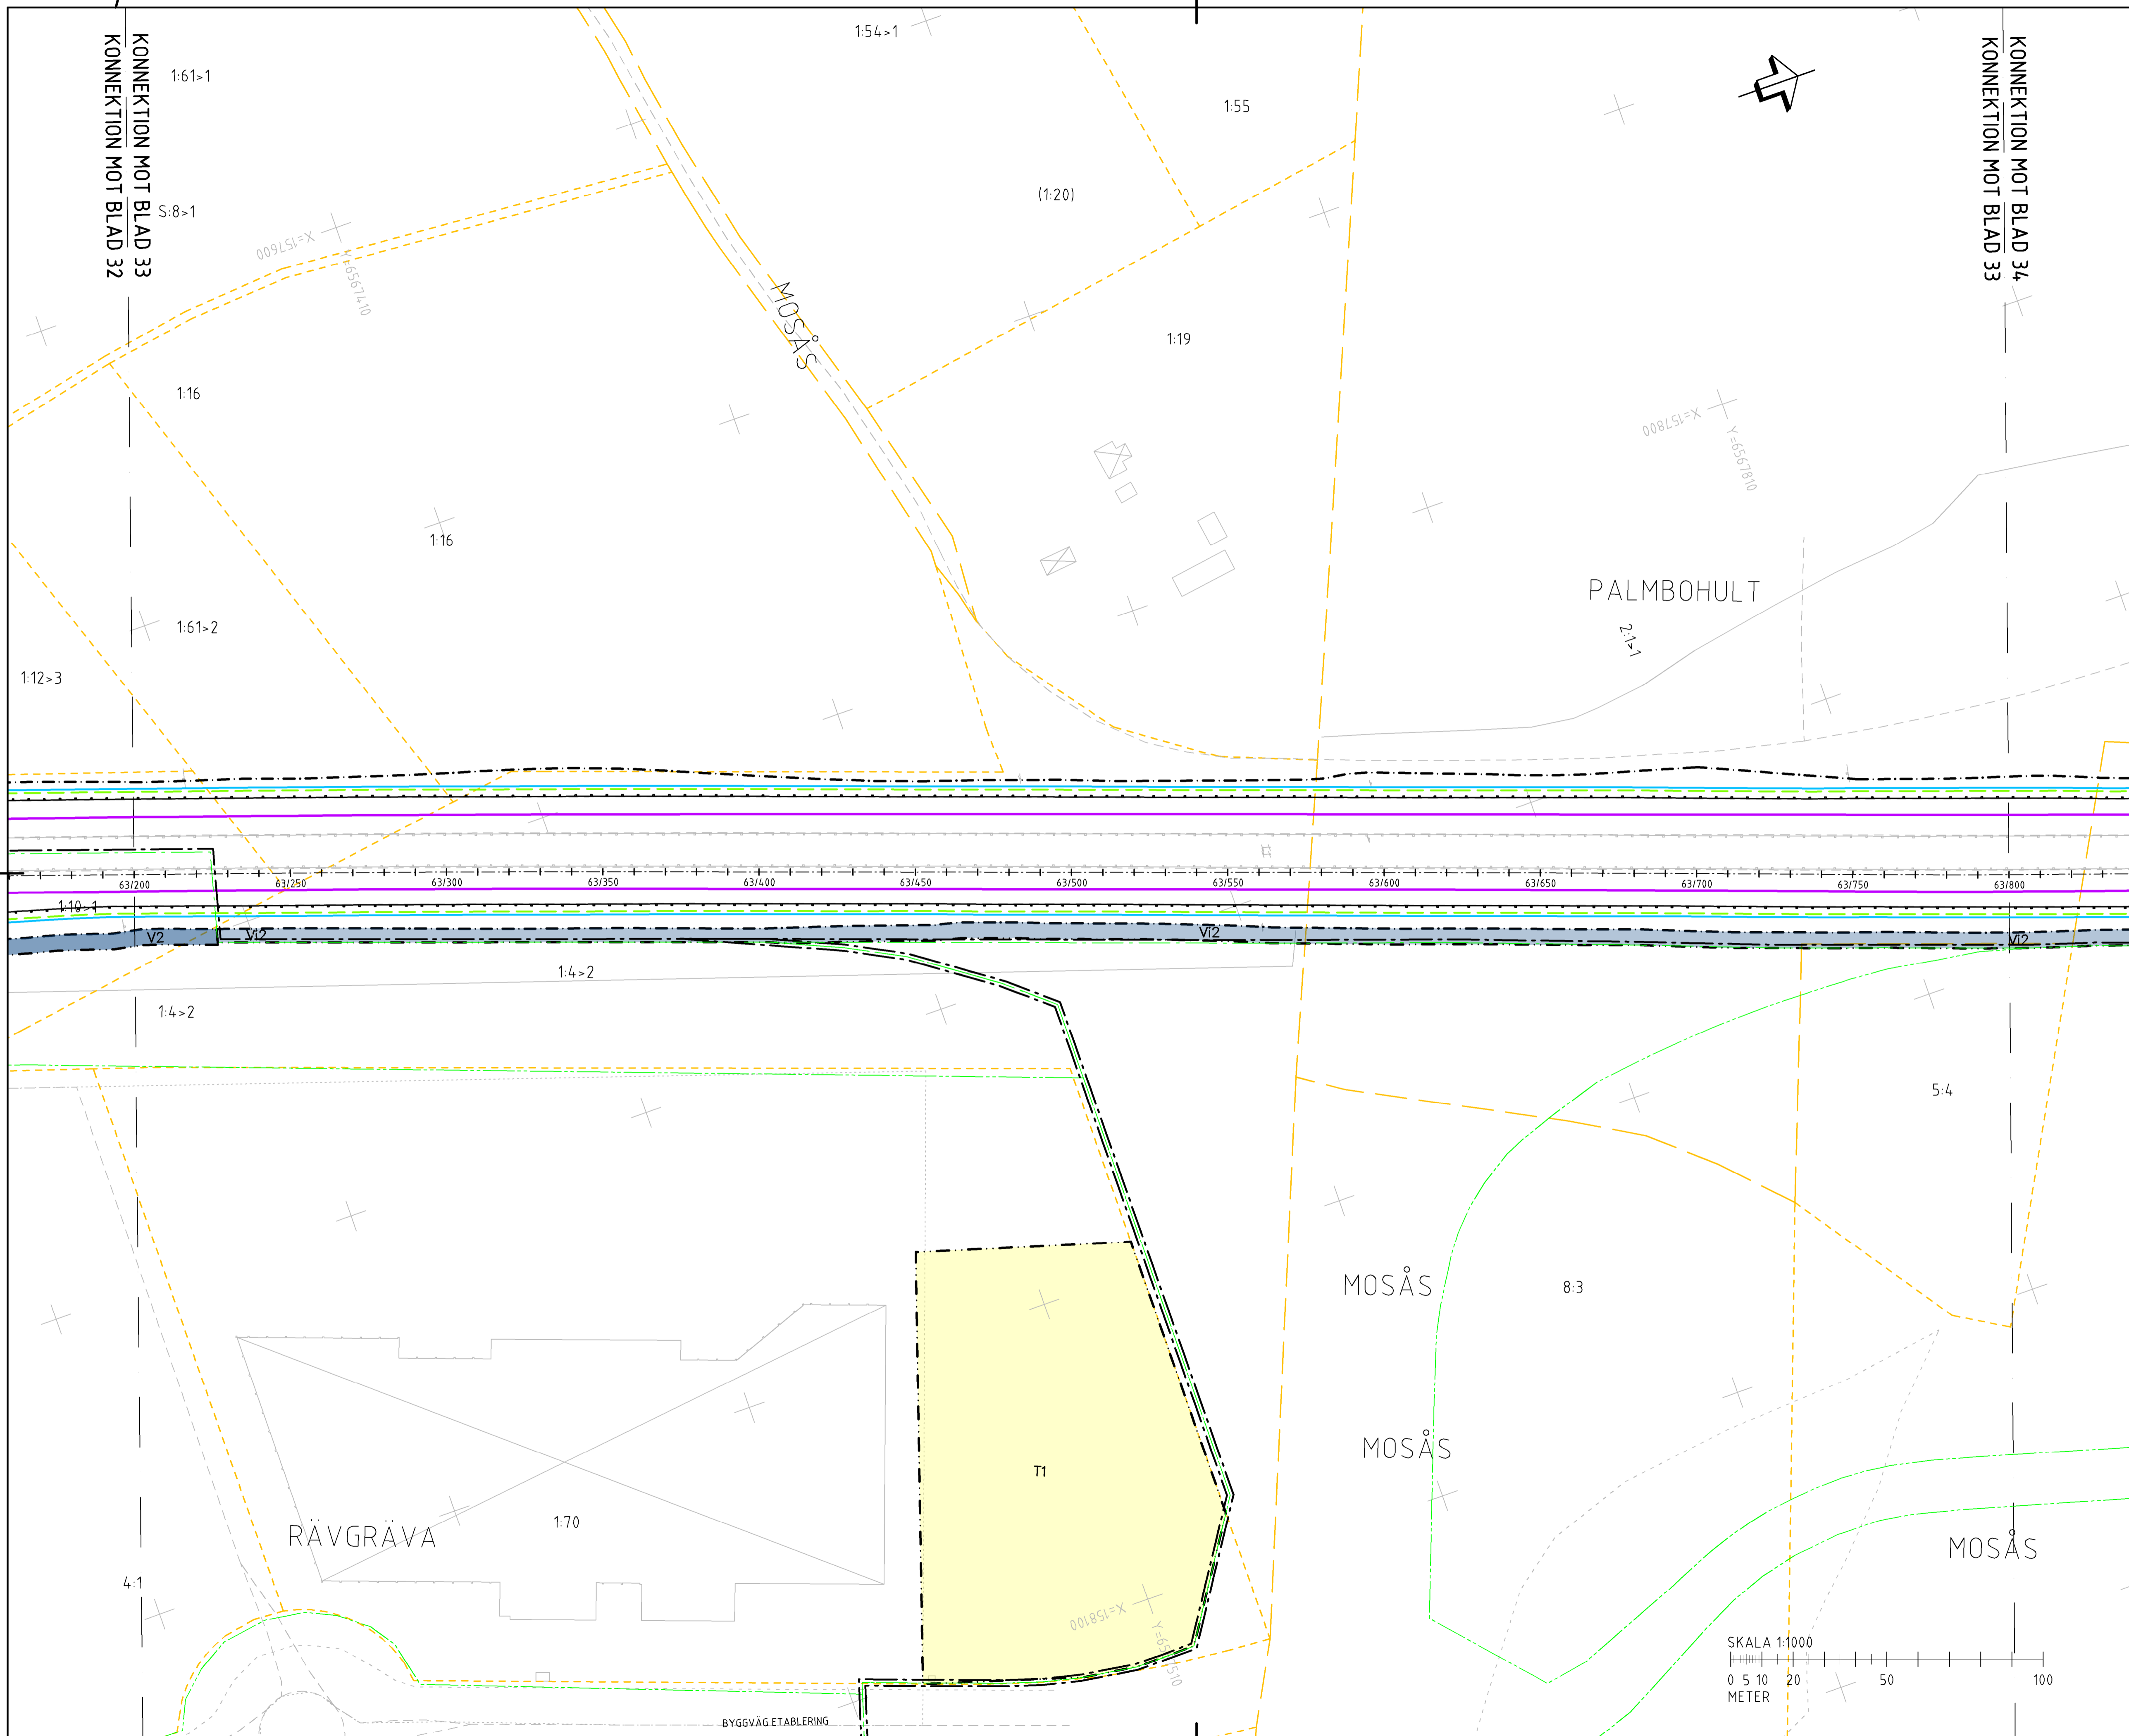 KONNEKTION MOT BLAD 33
KONNEKTION MOT BLAD 32
KONNEKTION MOT BLAD 34
KONNEKTION MOT BLAD 33
1:61>1
1:54>1
1:55
S:8>1
(1:20)
X=157600
Y=6567410
MOSÅS
1:19
1:16
X=157800
Y=6567810
1:16
PALMBOHULT
2:1>1
1:61>2
1:12>3
63/200
63/250
63/300
63/350
63/400
63/450
63/500
63/550
63/600
63/650
63/700
63/750
63/800
1:10>1
V2
Vi2
Vi2
Vi2
1:4>2
1:4>2
5:4
MOSÅS
8:3
MOSÅS
T1
RÄVGRÄVA
1:70
MOSÅS
4:1
X=158100
SKALA 1:1000
0 5 10 20 50 100
METER
BYGGVÄG ETABLERING